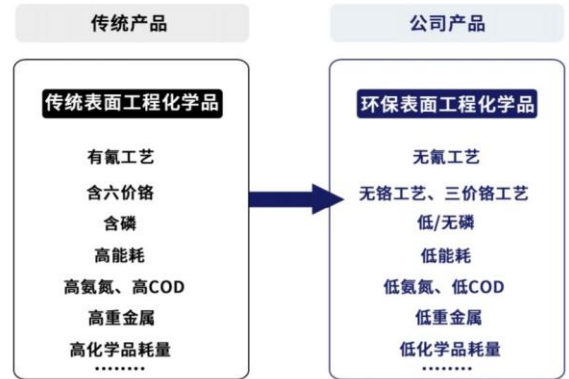 传统产品
传统表面工程化学品
有氰工艺
含六价铬
含磷
高能耗
高氨氮、高COD
高重金属
高化学品耗量
········
公司产品
环保表面工程化学品
无氰工艺
无铬工艺、三价铬工艺
低/无磷
低能耗
低氨氮、低COD
低重金属
低化学品耗量
········